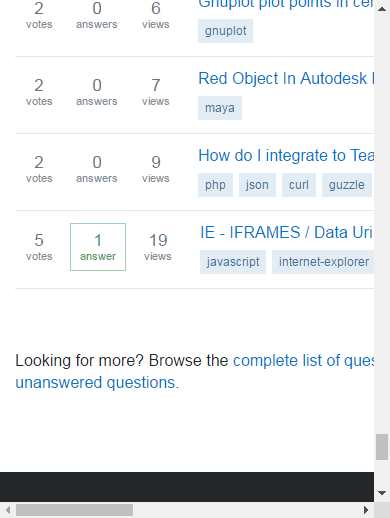 2 0 6 Gnuplot plot points in cer
votes answers views
gnuplot
2 0 7 Red Object In Autodesk
votes answers views
maya
2 0 9 How do I integrate to Tea
votes answers views
php json curl guzzle
5 1 19 IE - IFRAMES / Data Uri
votes answer views
javascript internet-explorer
Looking for more? Browse the complete list of ques
unanswered questions.